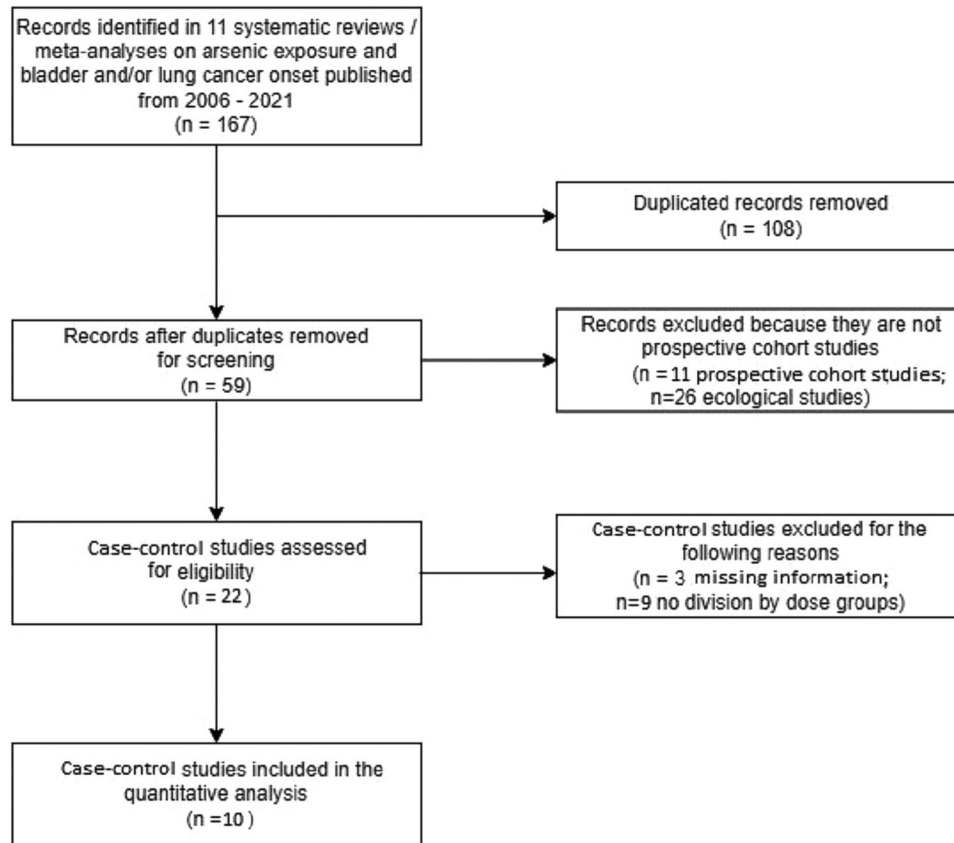 Records identified in 11 systematic reviews /
meta-analyses on arsenic exposure and
bladder and/or lung cancer onset published
from 2006 - 2021
(n = 167)
Duplicated records removed
(n = 108)
Records after duplicates removed
for screening
(n = 59)
Records excluded because they are not
prospective cohort studies
(n =11 prospective cohort studies;
n=26 ecological studies)
Case-control studies assessed
for eligibility
(n = 22 )
Case-control studies excluded for the
following reasons
(n = 3 missing information;
n=9 no division by dose groups)
Case-control studies included in the
quantitative analysis
(n =10 )